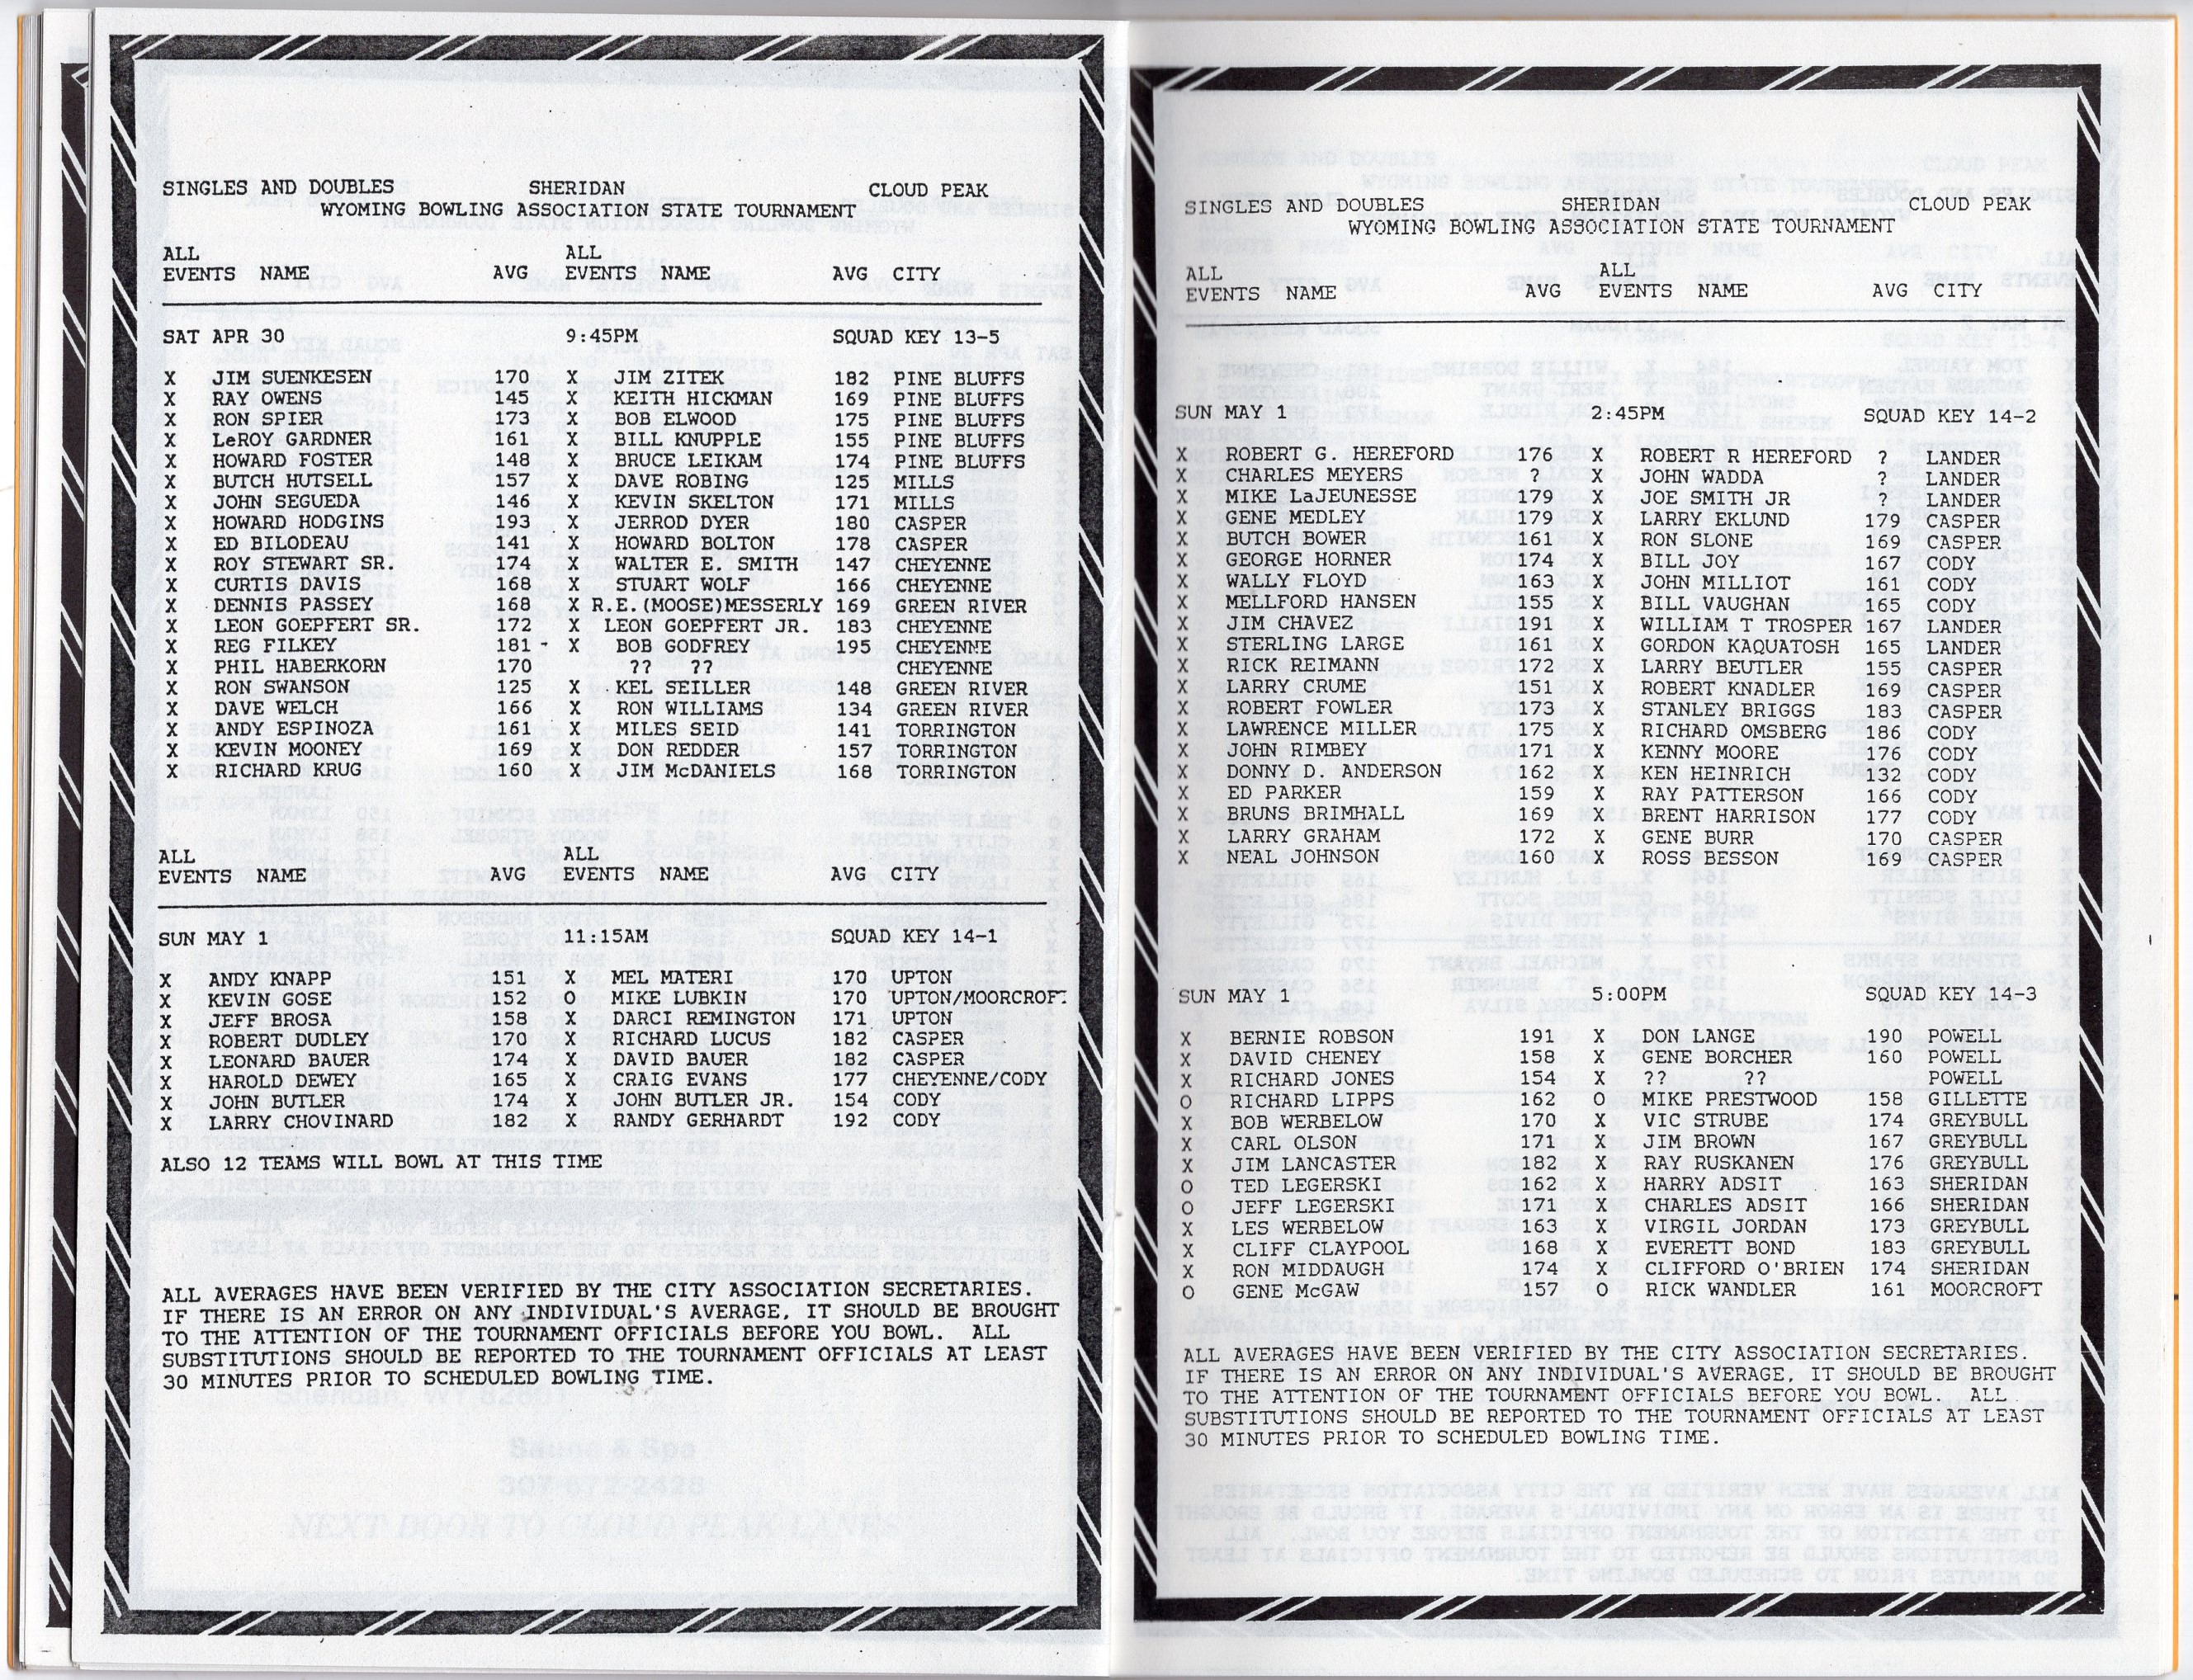 SINGLES AND DOUBLES SHERIDAN CLOUD PEAK
WYOMING BOWLING ASSOCIATION STATE TOURNAMENT
ALL ALL
EVENTS NAME AVG EVENTS NAME AVG CITY
SAT APR 30 9:45PM SQUAD KEY 13-5
X JIM SUENKESEN 170 X JIM ZITEK 182 PINE BLUFFS
X RAY OWENS 145 X KEITH HICKMAN 169 PINE BLUFFS
X RON SPIER 173 X BOB ELWOOD 175 PINE BLUFFS
X LeROY GARDNER 161 X BILL KNUPPLE 155 PINE BLUFFS
X HOWARD FOSTER 148 X BRUCE LEIKAM 174 PINE BLUFFS
X BUTCH HUTSELL 157 X DAVE ROBING 125 MILLS
X JOHN SEGUEDA 146 X KEVIN SKELTON 171 MILLS
X HOWARD HODGINS 193 X JERROD DYER 180 CASPER
X ED BILODEAU 141 X HOWARD BOLTON 178 CASPER
X ROY STEWART SR. 174 X WALTER E. SMITH 147 CHEYENNE
X CURTIS DAVIS 168 X STUART WOLF 166 CHEYENNE
X DENNIS PASSEY 168 X R.E.(MOOSE)MESSERLY 169 GREEN RIVER
X LEON GOEPFERT SR. 172 X LEON GOEPFERT JR. 183 CHEYENNE
X REG FILKEY 181 - X BOB GODFREY 195 CHEYENNE
X PHIL HABERKORN 170 ?? ?? CHEYENNE
X RON SWANSON 125 X KEL SEILLER 148 GREEN RIVER
X DAVE WELCH 166 X RON WILLIAMS 134 GREEN RIVER
X ANDY ESPINOZA 161 X MILES SEID 141 TORRINGTON
X KEVIN MOONEY 169 X DON REDDER 157 TORRINGTON
X RICHARD KRUG 160 X JIM McDANIELS 168 TORRINGTON
ALL ALL
EVENTS NAME AVG EVENTS NAME AVG CITY
SUN MAY 1 11:15AM SQUAD KEY 14-1
X ANDY KNAPP 151 X MEL MATERI 170 UPTON
X KEVIN GOSE 152 O MIKE LUBKIN 170 UPTON/MOORCROFT
X JEFF BROSA 158 X DARCI REMINGTON 171 UPTON
X ROBERT DUDLEY 170 X RICHARD LUCUS 182 CASPER
X LEONARD BAUER 174 X DAVID BAUER 182 CASPER
X HAROLD DEWEY 165 X CRAIG EVANS 177 CHEYENNE/CODY
X JOHN BUTLER 174 X JOHN BUTLER JR. 154 CODY
X LARRY CHOVINARD 182 X RANDY GERHARDT 192 CODY
ALSO 12 TEAMS WILL BOWL AT THIS TIME
ALL AVERAGES HAVE BEEN VERIFIED BY THE CITY ASSOCIATION SECRETARIES.
IF THERE IS AN ERROR ON ANY INDIVIDUAL'S AVERAGE, IT SHOULD BE BROUGHT
TO THE ATTENTION OF THE TOURNAMENT OFFICIALS BEFORE YOU BOWL. ALL
SUBSTITUTIONS SHOULD BE REPORTED TO THE TOURNAMENT OFFICIALS AT LEAST
30 MINUTES PRIOR TO SCHEDULED BOWLING TIME.
SINGLES AND DOUBLES SHERIDAN CLOUD PEAK
WYOMING BOWLING ASSOCIATION STATE TOURNAMENT
ALL ALL
EVENTS NAME AVG EVENTS NAME AVG CITY
SUN MAY 1 2:45PM SQUAD KEY 14-2
X ROBERT G. HEREFORD 176 X ROBERT R HEREFORD ? LANDER
X CHARLES MEYERS ? X JOHN WADDA ? LANDER
X MIKE LaJEUNESSE 179 X JOE SMITH JR ? LANDER
X GENE MEDLEY 179 X LARRY EKLUND 179 CASPER
X BUTCH BOWER 161 X RON SLONE 169 CASPER
X GEORGE HORNER 174 X BILL JOY 167 CODY
X WALLY FLOYD 163 X JOHN MILLIOT 161 CODY
X MELLFORD HANSEN 155 X BILL VAUGHAN 165 CODY
X JIM CHAVEZ 191 X WILLIAM T TROSPER 167 LANDER
X STERLING LARGE 161 X GORDON KAQUATOSH 165 LANDER
X RICK REIMANN 172 X LARRY BEUTLER 155 CASPER
X LARRY CRUME 151 X ROBERT KNADLER 169 CASPER
X ROBERT FOWLER 173 X STANLEY BRIGGS 183 CASPER
X LAWRENCE MILLER 175 X RICHARD OMSBERG 186 CODY
X JOHN RIMBEY 171 X KENNY MOORE 176 CODY
X DONNY D. ANDERSON 162 X KEN HEINRICH 132 CODY
X ED PARKER 159 X RAY PATTERSON 166 CODY
X BRUNS BRIMHALL 169 X BRENT HARRISON 177 CODY
X LARRY GRAHAM 172 X GENE BURR 170 CASPER
X NEAL JOHNSON 160 X ROSS BESSON 169 CASPER
SUN MAY 1 5:00PM SQUAD KEY 14-3
X BERNIE ROBSON 191 X DON LANGE 190 POWELL
X DAVID CHENEY 158 X GENE BORCHER 160 POWELL
X RICHARD JONES 154 X ?? ?? POWELL
O RICHARD LIPPS 162 O MIKE PRESTWOOD 158 GILLETTE
X BOB WERBELOW 170 X VIC STRUBE 174 GREYBULL
X CARL OLSON 171 X JIM BROWN 167 GREYBULL
X JIM LANCASTER 182 X RAY RUSKANEN 176 GREYBULL
O TED LEGERSKI 162 X HARRY ADSIT 163 SHERIDAN
O JEFF LEGERSKI 171 X CHARLES ADSIT 166 SHERIDAN
X LES WERBELOW 163 X VIRGIL JORDAN 173 GREYBULL
X CLIFF CLAYPOOL 168 X EVERETT BOND 183 GREYBULL
X RON MIDDAUGH 174 X CLIFFORD O'BRIEN 174 SHERIDAN
O GENE McGAW 157 O RICK WANDLER 161 MOORCROFT
ALL AVERAGES HAVE BEEN VERIFIED BY THE CITY ASSOCIATION SECRETARIES.
IF THERE IS AN ERROR ON ANY INDIVIDUAL'S AVERAGE, IT SHOULD BE BROUGHT
TO THE ATTENTION OF THE TOURNAMENT OFFICIALS BEFORE YOU BOWL. ALL
SUBSTITUTIONS SHOULD BE REPORTED TO THE TOURNAMENT OFFICIALS AT LEAST
30 MINUTES PRIOR TO SCHEDULED BOWLING TIME.